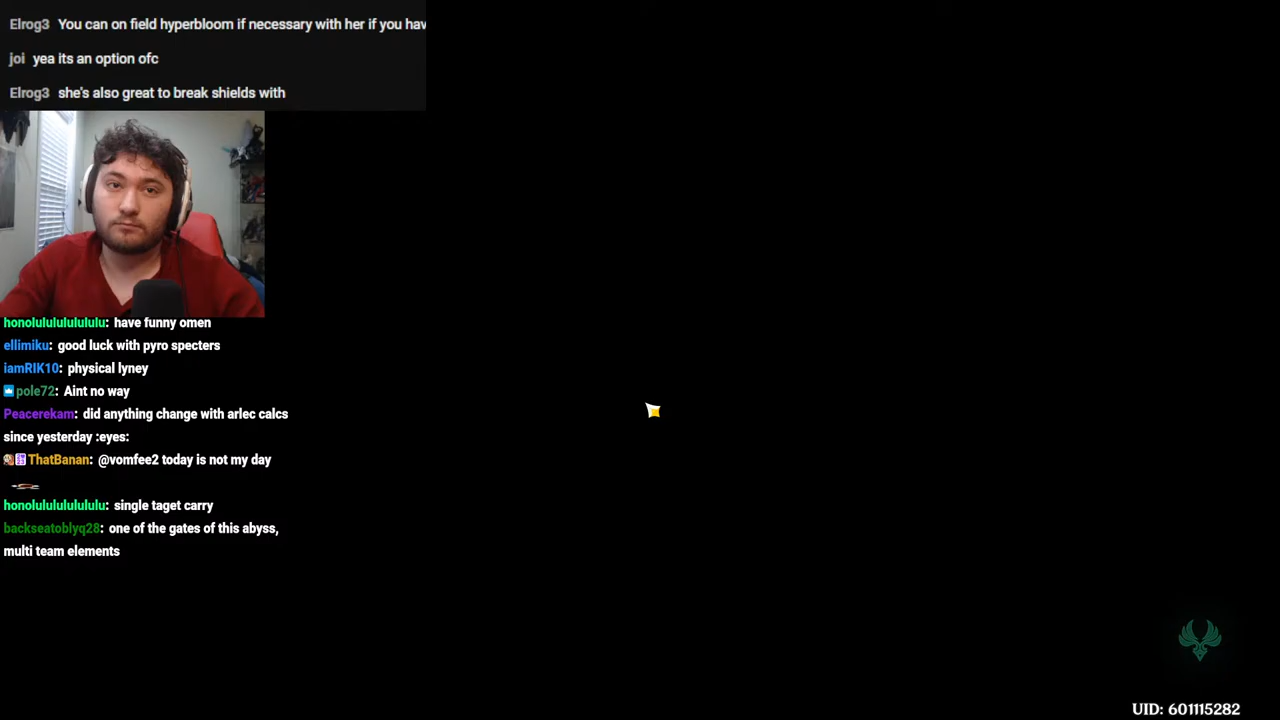 Elrog3 You can on field hyperbloom if necessary with her if you hav
joi yea its an option ofc
Elrog3 she's also great to break shields with
honolulululululu: have funny omen
ellimiku: good luck with pyro specters
iamRIK10: physical lyney
pole72: Aint no way
Peacerekam: did anything change with arlec calcs
since yesterday :eyes:
ThatBanan: @vomfee2 today is not my day
honolulululululu: single taget carry
backseatoblyq28: one of the gates of this abyss,
multi team elements
UID: 601115282